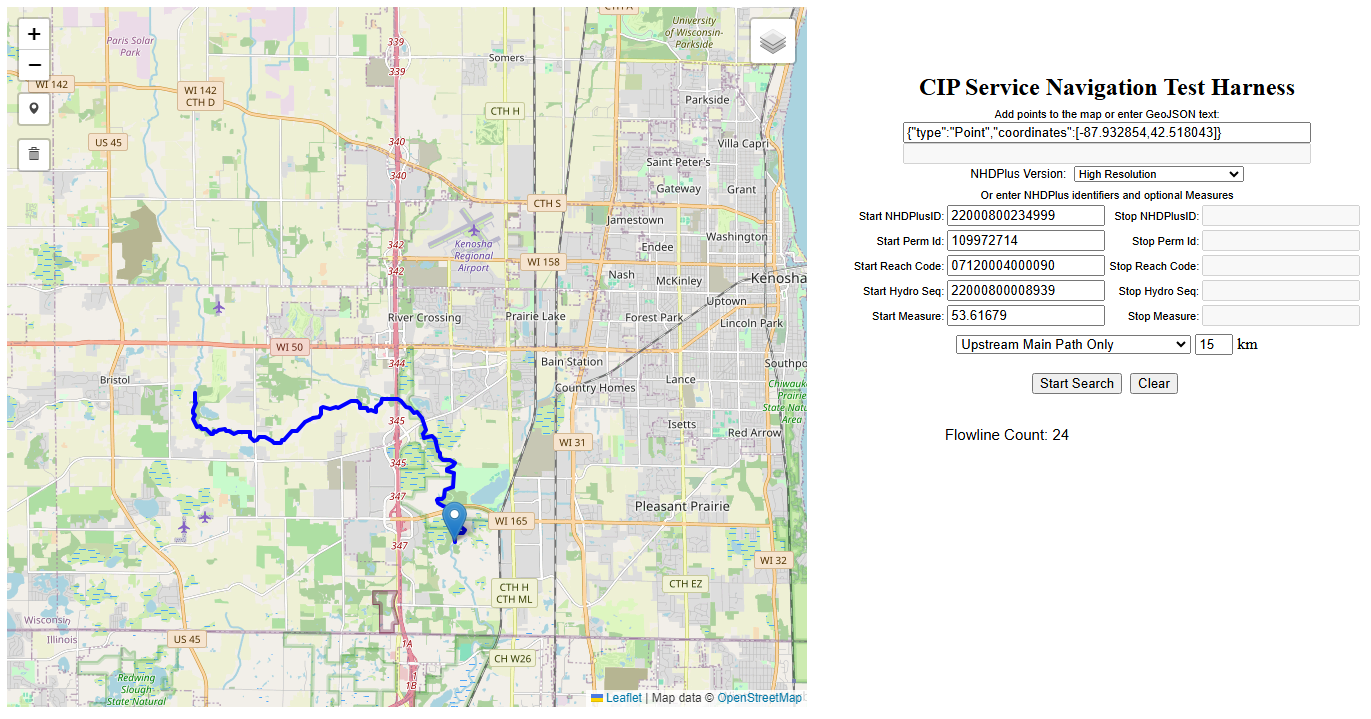 +
−
CTH A
Paris Solar
Park
University
of Wisconsin-
Parkside
339
Somers
339
WI 142
WI 142
CTH D
Parkside
CTH H
US 45
340
Villa Capri
Saint Peter's
340
Gateway
Grant
CTH S
Jamestown
342
Kenosha
Regional
Airport
Washington
Endee
WI 158
342
Nash
McKinley
Kenosha
Uptown
River Crossing
Prairie Lake
Forest Park
Lincoln Park
WI 50
344
Bain Station
Southpo
Bristol
Lance
Country Homes
Chiwauk
Prairie
State Natu
Area
345
Isetts
Red Arrow
WI 31
345
347
Pleasant Prairie
WI 165
347
WI 32
CTH H
CTH ML
CTH EZ
Wisconsin
Illinois
US 45
1A
CH W26
1
1B
Redwing
Slough
State Natural
Leaflet | Map data © OpenStreetMap
CIP Service Navigation Test Harness
Add points to the map or enter GeoJSON text:
{"type":"Point","coordinates":[-87.932854,42.518043]}
NHDPlus Version: High Resolution
Or enter NHDPlus identifiers and optional Measures
Start NHDPlusID: 22000800234999 Stop NHDPlusID:
Start Perm Id: 109972714 Stop Perm Id:
Start Reach Code: 07120004000090 Stop Reach Code:
Start Hydro Seq: 22000800008939 Stop Hydro Seq:
Start Measure: 53.61679 Stop Measure:
Upstream Main Path Only 15 km
Start Search Clear
Flowline Count: 24